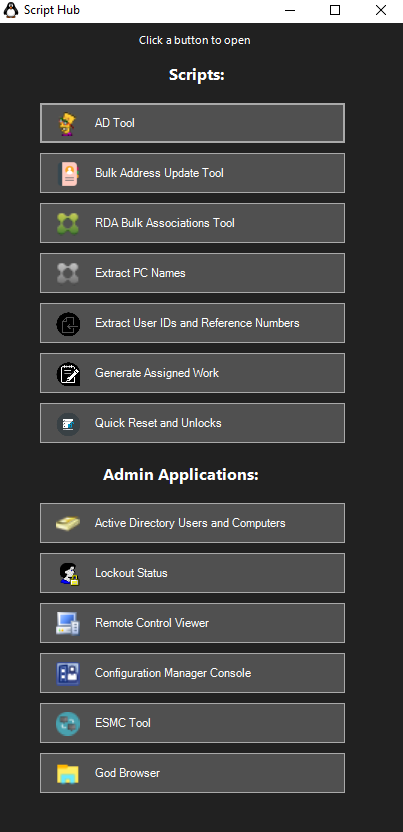 Script Hub
Click a button to open
Scripts:
AD Tool
Bulk Address Update Tool
RDA Bulk Associations Tool
Extract PC Names
Extract User IDs and Reference Numbers
Generate Assigned Work
Quick Reset and Unlocks
Admin Applications:
Active Directory Users and Computers
Lockout Status
Remote Control Viewer
Configuration Manager Console
ESMC Tool
God Browser